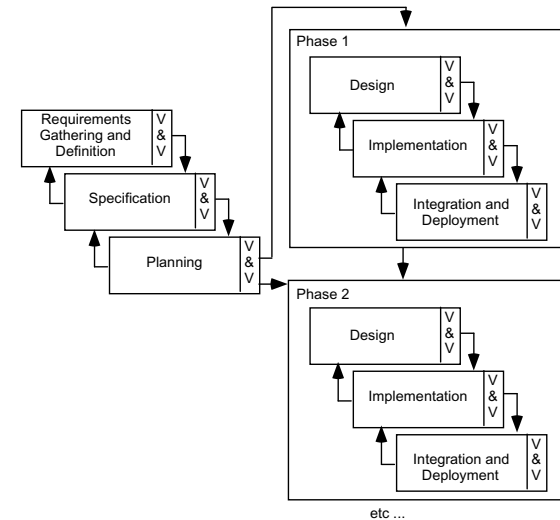 Requirements
Gathering and
Definition
V
&
V
Specification
V
&
V
Planning
V
&
V
Phase 1
Design
V
&
V
Implementation
V
&
V
Integration and
Deployment
V
&
V
Phase 2
Design
V
&
V
Implementation
V
&
V
Integration and
Deployment
V
&
V
etc ...